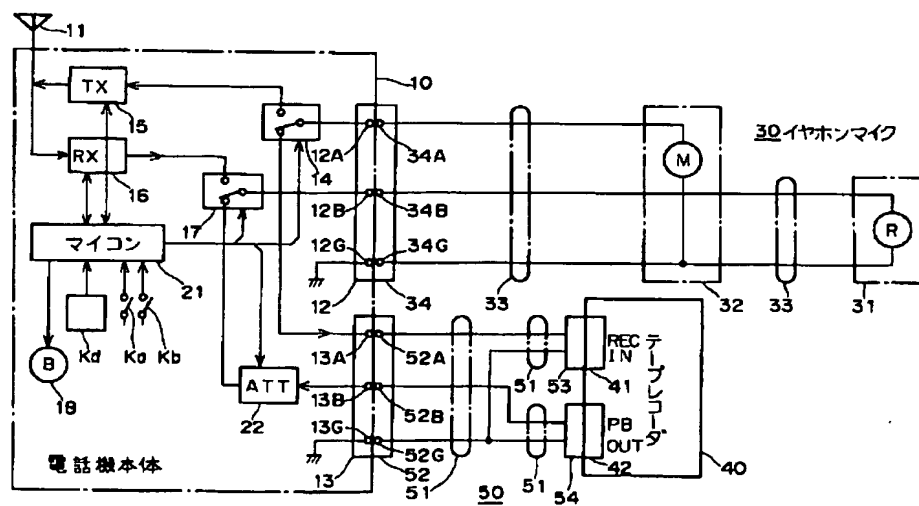 11
TX
15
10
RX
16
14
12A
34A
17
12B
34B
マイコン
21
12G
34G
12
34
33
M
30 イヤホンマイク
R
32
33
31
Kd
Ka
Kb
B
18
ATT
22
13A
52A
13B
52B
13G
52G
13
52
51
51
53
REC IN
41
51
PB OUT
42
54
テープレコーダ
40
50
電話機本体